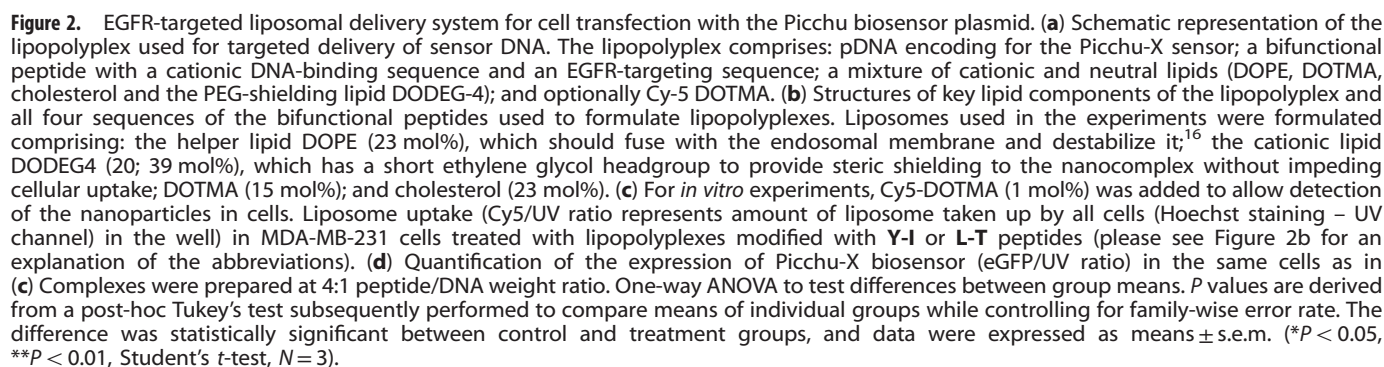 Figure 2. EGFR-targeted liposomal delivery system for cell transfection with the Picchu biosensor plasmid. (a) Schematic representation of the
lipopolyplex used for targeted delivery of sensor DNA. The lipopolyplex comprises: pDNA encoding for the Picchu-X sensor; a bifunctional
peptide with a cationic DNA-binding sequence and an EGFR-targeting sequence; a mixture of cationic and neutral lipids (DOPE, DOTMA,
cholesterol and the PEG-shielding lipid DODEG-4); and optionally Cy-5 DOTMA. (b) Structures of key lipid components of the lipopolyplex and
all four sequences of the bifunctional peptides used to formulate lipopolyplexes. Liposomes used in the experiments were formulated
comprising: the helper lipid DOPE (23 mol%), which should fuse with the endosomal membrane and destabilize it;16 the cationic lipid
DODEG4 (20; 39 mol%), which has a short ethylene glycol headgroup to provide steric shielding to the nanocomplex without impeding
cellular uptake; DOTMA (15 mol%); and cholesterol (23 mol%). (c) For in vitro experiments, Cy5-DOTMA (1 mol%) was added to allow detection
of the nanoparticles in cells. Liposome uptake (Cy5/UV ratio represents amount of liposome taken up by all cells (Hoechst staining – UV
channel) in the well) in MDA-MB-231 cells treated with lipopolyplexes modified with Y-I or L-T peptides (please see Figure 2b for an
explanation of the abbreviations). (d) Quantification of the expression of Picchu-X biosensor (eGFP/UV ratio) in the same cells as in
(c) Complexes were prepared at 4:1 peptide/DNA weight ratio. One-way ANOVA to test differences between group means. P values are derived
from a post-hoc Tukey's test subsequently performed to compare means of individual groups while controlling for family-wise error rate. The
difference was statistically significant between control and treatment groups, and data were expressed as means ± s.e.m. (*P < 0.05,
**P < 0.01, Student's t-test, N = 3).